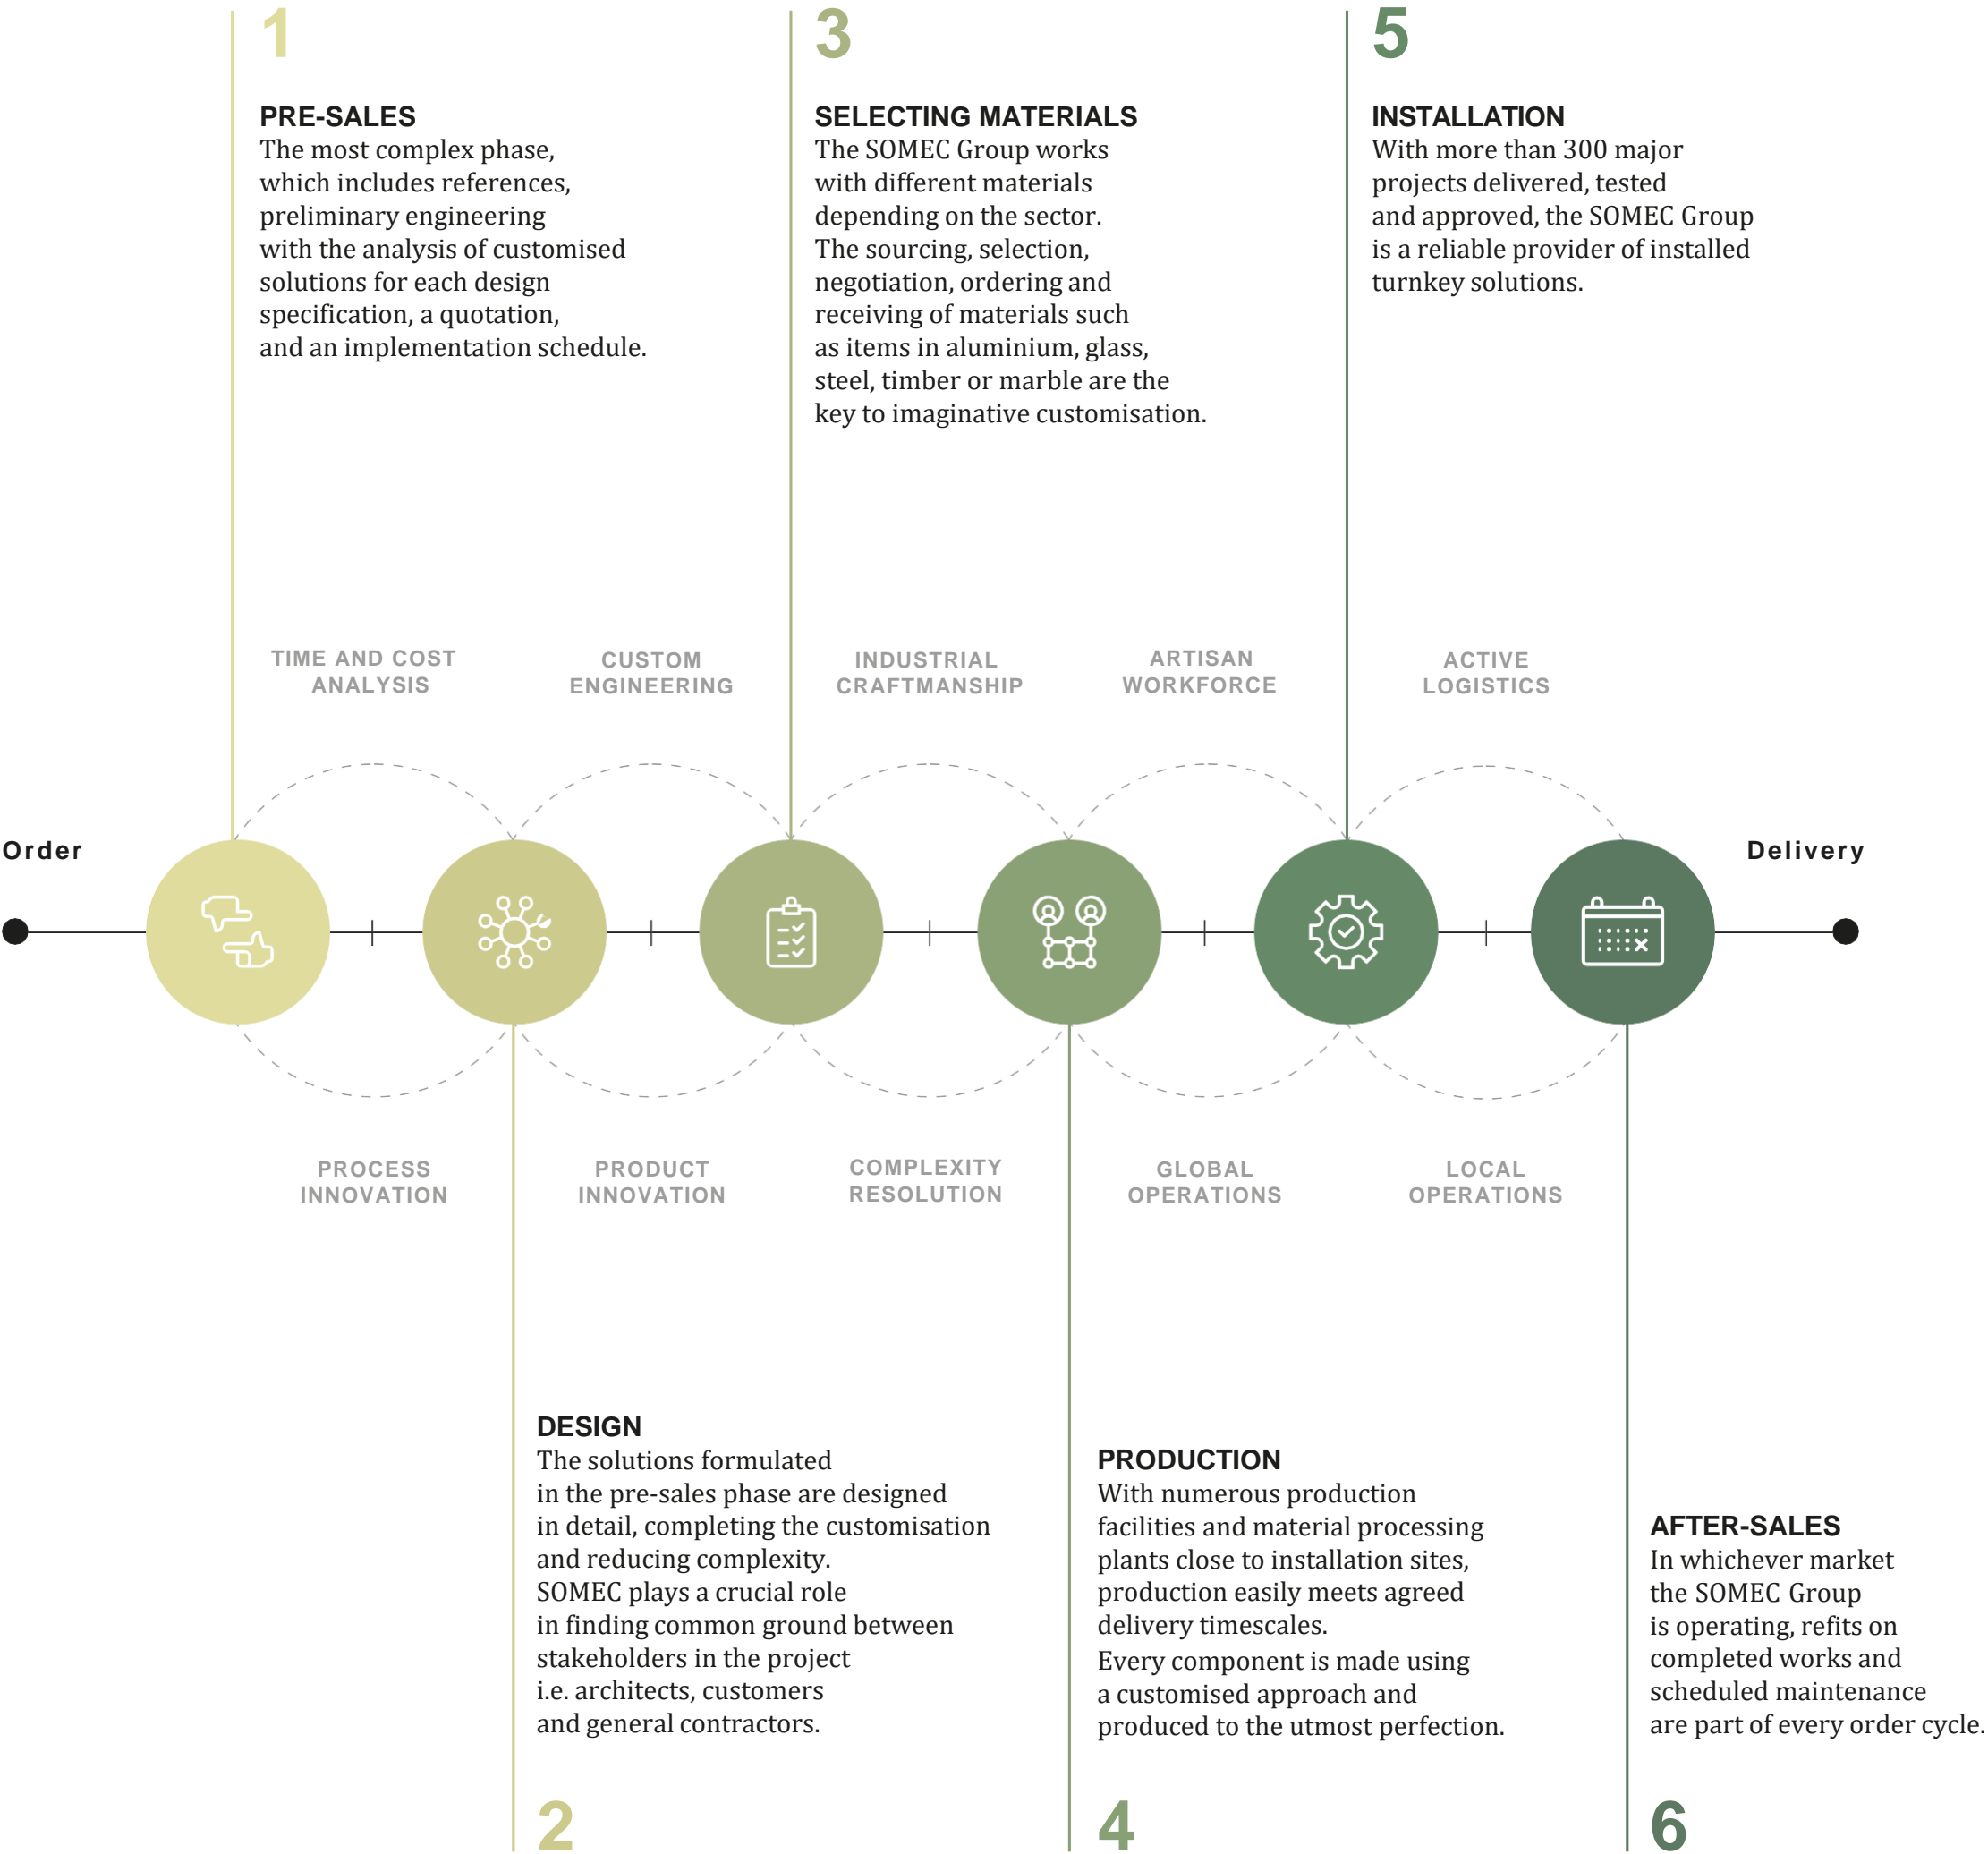 1
PRE-SALES
The most complex phase,
which includes references,
preliminary engineering
with the analysis of customised
solutions for each design
specification, a quotation,
and an implementation schedule.
3
SELECTING MATERIALS
The SOMEC Group works
with different materials
depending on the sector.
The sourcing, selection,
negotiation, ordering and
receiving of materials such
as items in aluminium, glass,
steel, timber or marble are the
key to imaginative customisation.
5
INSTALLATION
With more than 300 major
projects delivered, tested
and approved, the SOMEC Group
is a reliable provider of installed
turnkey solutions.
TIME AND COST
ANALYSIS
CUSTOM
ENGINEERING
INDUSTRIAL
CRAFTMANSHIP
ARTISAN
WORKFORCE
ACTIVE
LOGISTICS
Order
Delivery
PROCESS
INNOVATION
PRODUCT
INNOVATION
COMPLEXITY
RESOLUTION
GLOBAL
OPERATIONS
LOCAL
OPERATIONS
DESIGN
The solutions formulated
in the pre-sales phase are designed
in detail, completing the customisation
and reducing complexity.
SOMEC plays a crucial role
in finding common ground between
stakeholders in the project
i.e. architects, customers
and general contractors.
2
PRODUCTION
With numerous production
facilities and material processing
plants close to installation sites,
production easily meets agreed
delivery timescales.
Every component is made using
a customised approach and
produced to the utmost perfection.
4
AFTER-SALES
In whichever market
the SOMEC Group
is operating, refits on
completed works and
scheduled maintenance
are part of every order cycle.
6